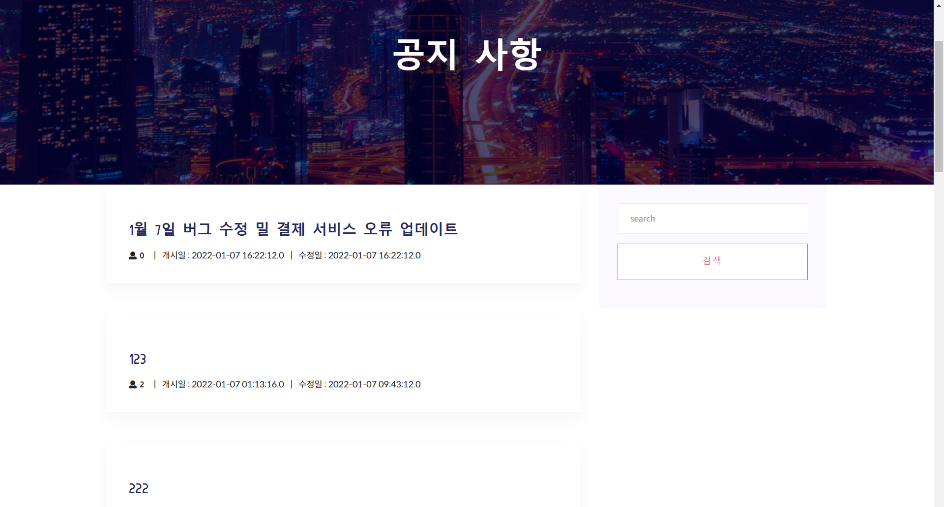 공지 사항
1월 7일 버그 수정 밀 결제 서비스 오류 업데이트
0 | 개시일 : 2022-01-07 16:22:12.0 | 수정일 : 2022-01-07 16:22:12.0
search
검색
123
2 | 개시일 : 2022-01-07 01:13:16.0 | 수정일 : 2022-01-07 09:43:12.0
222